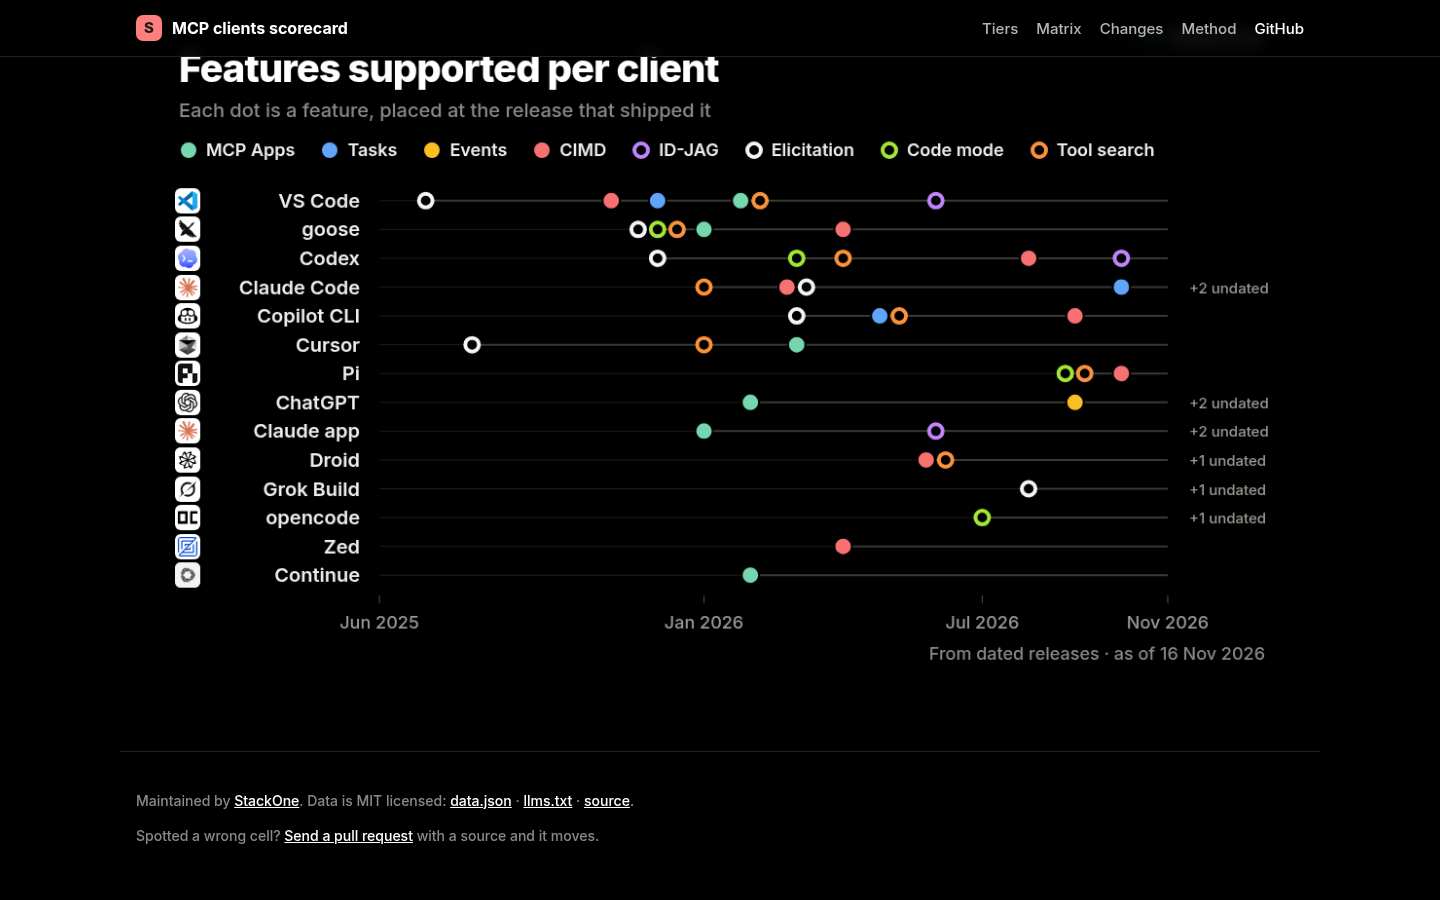 S MCP clients scorecard Tiers Matrix Changes Method GitHub
Features supported per client
Each dot is a feature, placed at the release that shipped it
MCP Apps Tasks Events CIMD ID-JAG Elicitation Code mode Tool search
VS Code
goose
Codex
Claude Code +2 undated
Copilot CLI
Cursor
Pi
ChatGPT +2 undated
Claude app +2 undated
Droid +1 undated
Grok Build +1 undated
opencode +1 undated
Zed
Continue
Jun 2025 Jan 2026 Jul 2026 Nov 2026
From dated releases · as of 16 Nov 2026
Maintained by StackOne. Data is MIT licensed: data.json · llms.txt · source.
Spotted a wrong cell? Send a pull request with a source and it moves.